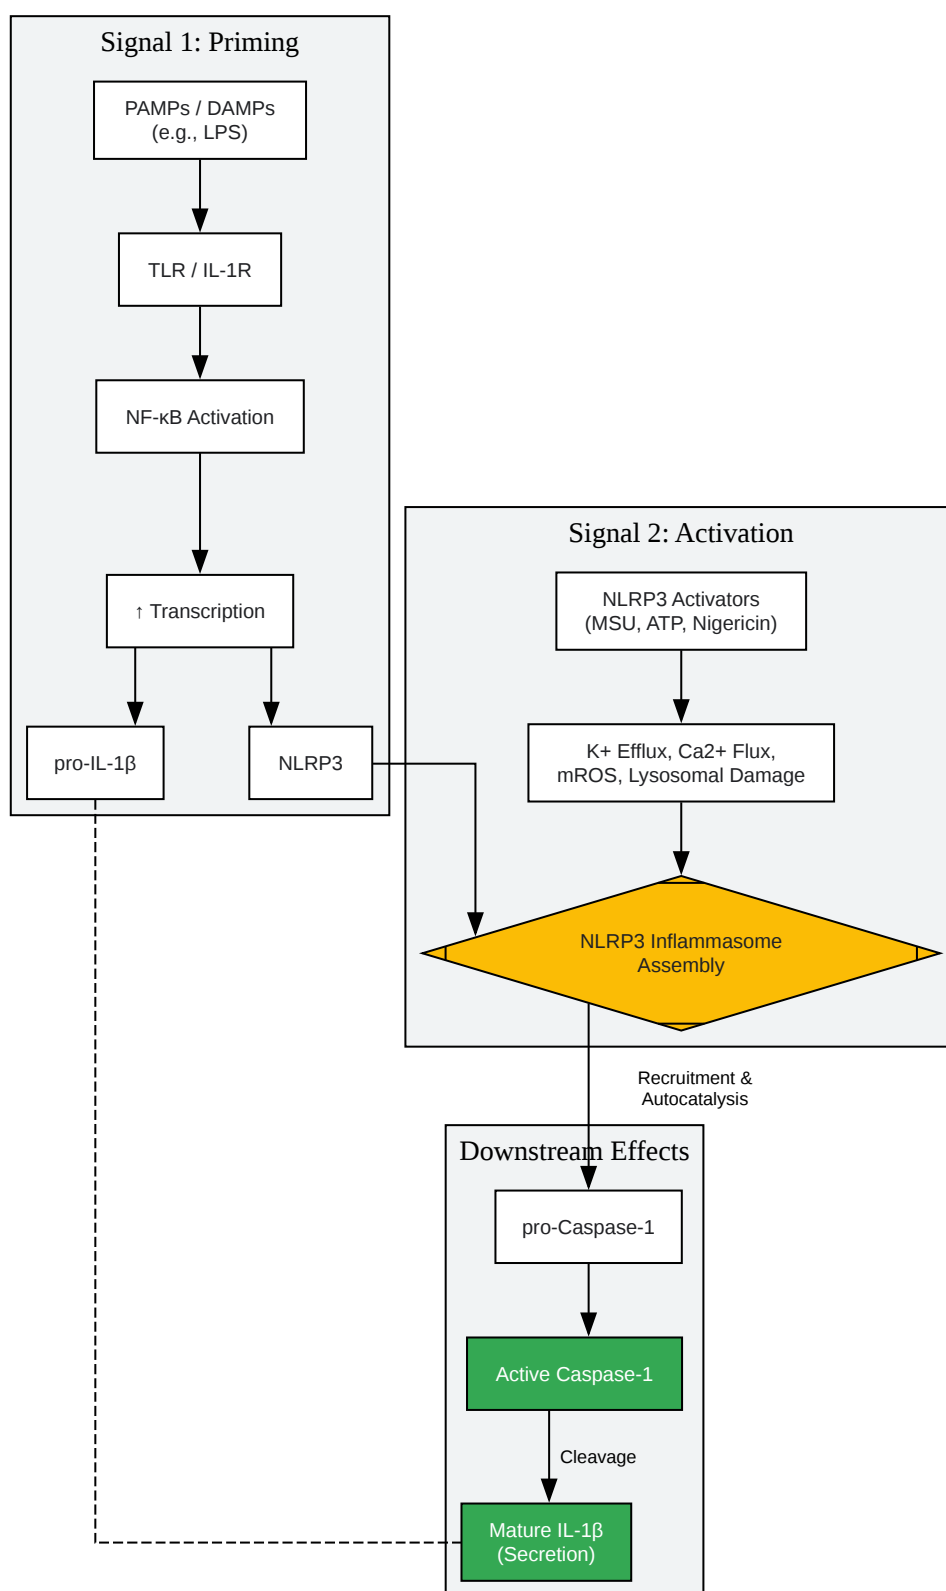 Signal 1: Priming
PAMPs / DAMPs
(e.g., LPS)
TLR / IL-1R
NF-κB Activation
↑ Transcription
pro-IL-1β
NLRP3
Signal 2: Activation
NLRP3 Activators
(MSU, ATP, Nigericin)
K+ Efflux, Ca2+ Flux,
mROS, Lysosomal Damage
NLRP3 Inflammasome
Assembly
Recruitment &
Autocatalysis
Downstream Effects
pro-Caspase-1
Active Caspase-1
Cleavage
Mature IL-1β
(Secretion)